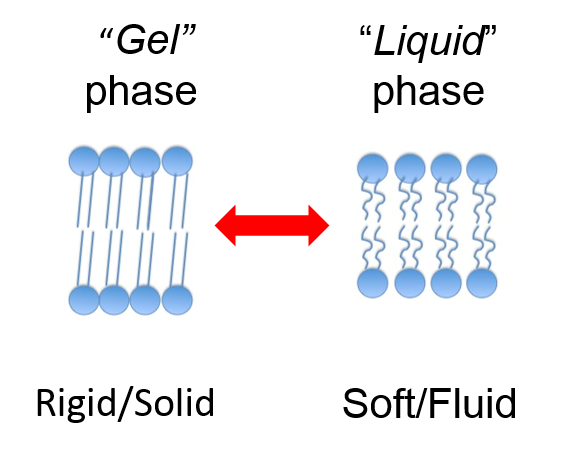 “Gel”
phase
“Liquid”
phase
Rigid/Solid
Soft/Fluid